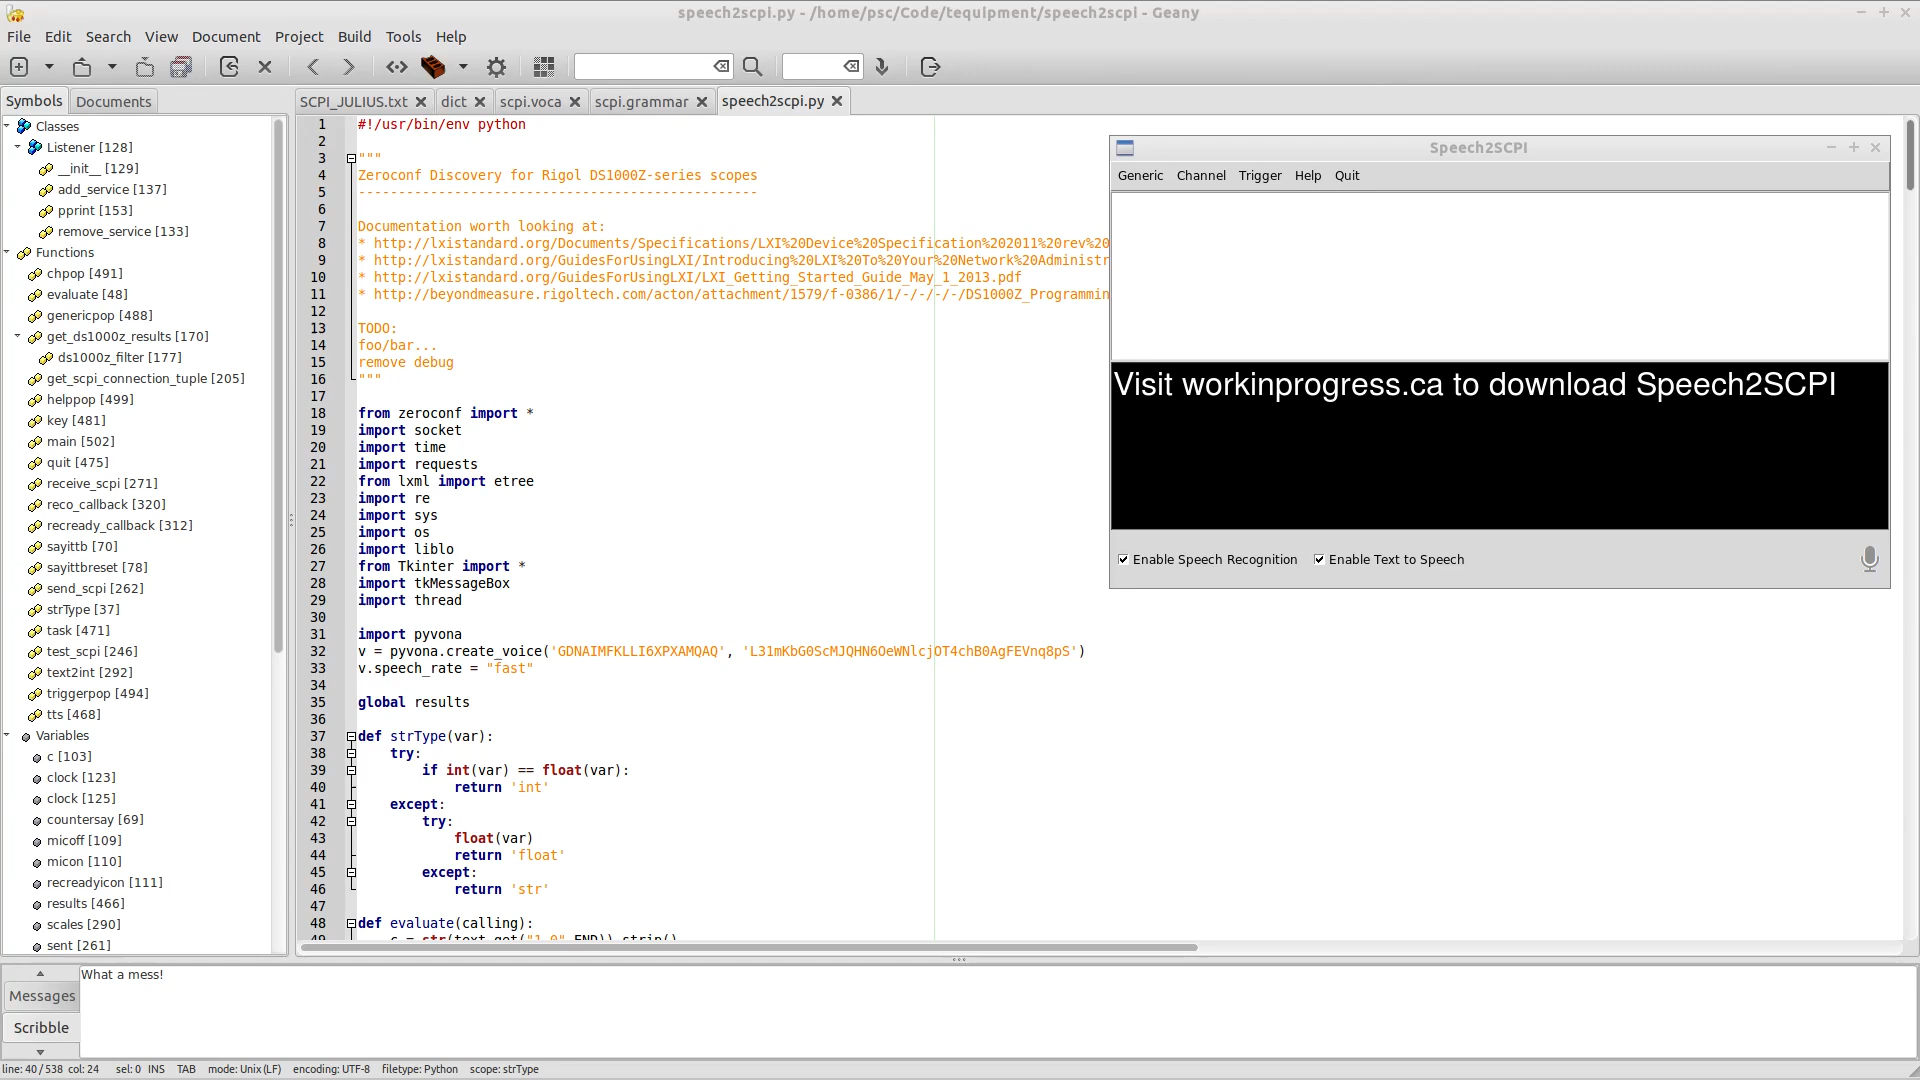 speech2scpi.py - /home/psc/Code/tequipment/speech2scpi - Geany
File Edit Search View Document Project Build Tools Help
Symbols Documents
SCPI_JULIUS.txt dict scpi.voca scpi.grammar speech2scpi.py
Classes
Listener [128]
__init__ [129]
add_service [137]
pprint [153]
remove_service [133]
Functions
chpop [491]
evaluate [48]
genericpop [488]
get_ds1000z_results [170]
ds1000z_filter [177]
get_scpi_connection_tuple [205]
helppop [499]
key [481]
main [502]
quit [475]
receive_scpi [271]
reco_callback [320]
recready_callback [312]
sayittb [70]
sayittbreset [78]
send_scpi [262]
strType [37]
task [471]
test_scpi [246]
text2int [292]
triggerpop [494]
tts [468]
Variables
c [103]
clock [123]
clock [125]
countersay [69]
micoff [109]
micon [110]
recreadyicon [111]
results [466]
scales [290]
sent [261]
1 #!/usr/bin/env python
2
3 """
4 Zeroconf Discovery for Rigol DS1000Z-series scopes
5 --------------------------------------------------
6
7 Documentation worth looking at:
8 * http://lxistandard.org/Documents/Specifications/LXI%20Device%20Specification%202011%20rev%20
9 * http://lxistandard.org/GuidesForUsingLXI/Introducing%20LXI%20To%20Your%20Network%20Administr
10 * http://lxistandard.org/GuidesForUsingLXI/LXI_Getting_Started_Guide_May_1_2013.pdf
11 * http://beyondmeasure.rigoltech.com/acton/attachment/1579/f-0386/1/-/-/-/-/DS1000Z_Programmin
12
13 TODO:
14 foo/bar...
15 remove debug
16 """
17
18 from zeroconf import *
19 import socket
20 import time
21 import requests
22 from lxml import etree
23 import re
24 import sys
25 import os
26 import liblo
27 from Tkinter import *
28 import tkMessageBox
29 import thread
30
31 import pyvona
32 v = pyvona.create_voice('GDNAIMFKLLI6XPXAMQAQ', 'L31mKbG0ScMJQHN6OeWNlcjOT4chB0AgFEVnq8pS')
33 v.speech_rate = "fast"
34
35 global results
36
37 def strType(var):
38 try:
39 if int(var) == float(var):
40 return 'int'
41 except:
42 try:
43 float(var)
44 return 'float'
45 except:
46 return 'str'
47
48 def evaluate(calling):
49 c = str(text.get("1.0",END)).strip()
Speech2SCPI
Generic Channel Trigger Help Quit
Visit workinprogress.ca to download Speech2SCPI
Enable Speech Recognition Enable Text to Speech
Messages
Scribble
What a mess!
line: 40 / 538 col: 24 sel: 0 INS TAB mode: Unix (LF) encoding: UTF-8 filetype: Python scope: strType